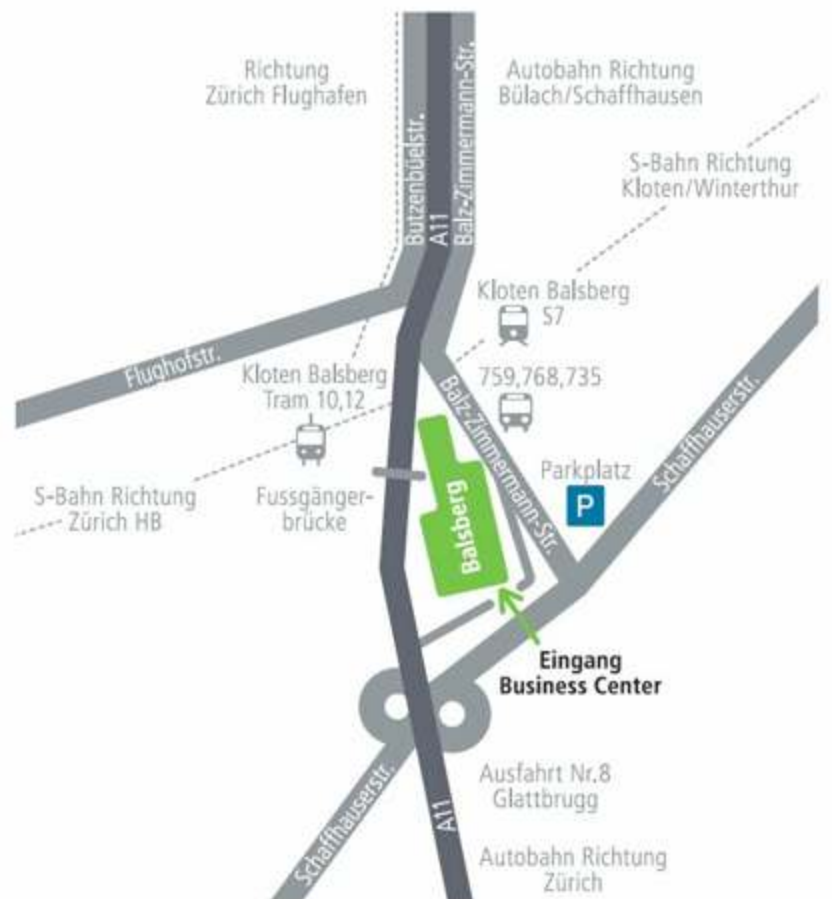 Richtung
Zürich Flughafen
Autobahn Richtung
Bülach/Schaffhausen
Butzenbüelstr.
A11
Balz-Zimmermann-Str.
S-Bahn Richtung
Kloten/Winterthur
Kloten Balsberg
S7
Flughofstr.
Kloten Balsberg
Tram 10,12
759,768,735
Balz-Zimmermann-Str.
Schaffhauserstr.
Parkplatz
P
S-Bahn Richtung
Zürich HB
Fussgänger-
brücke
Balsberg
Eingang
Business Center
Ausfahrt Nr.8
Glattbrugg
Schaffhauserstr.
A11
Autobahn Richtung
Zürich